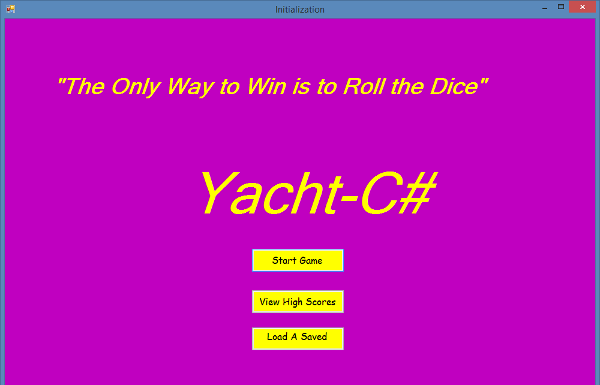 Initialization
"The Only Way to Win is to Roll the Dice"
Yacht-C#
Start Game
View High Scores
Load A Saved